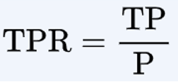 TPR = TP/P